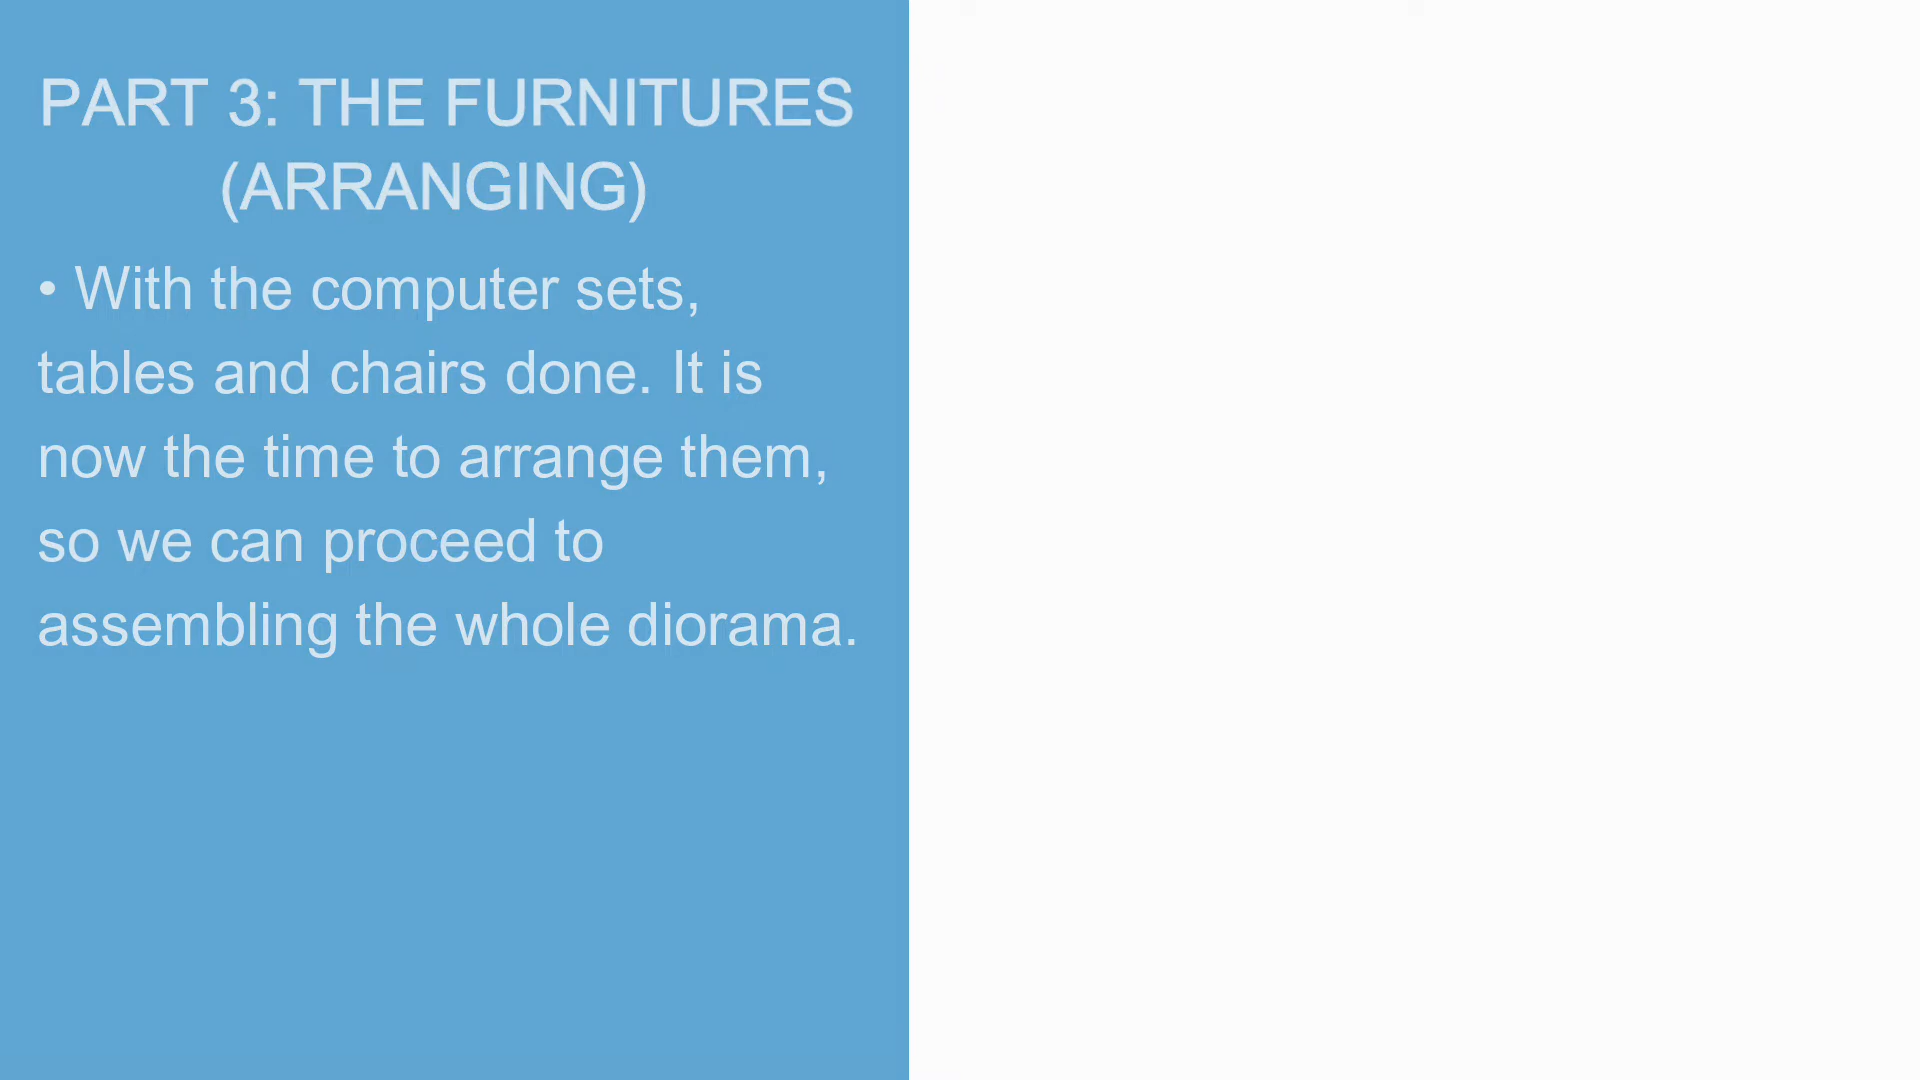 PART 3: THE FURNITURES
(ARRANGING)
• With the computer sets,
tables and chairs done. It is
now the time to arrange them,
so we can proceed to
assembling the whole diorama.